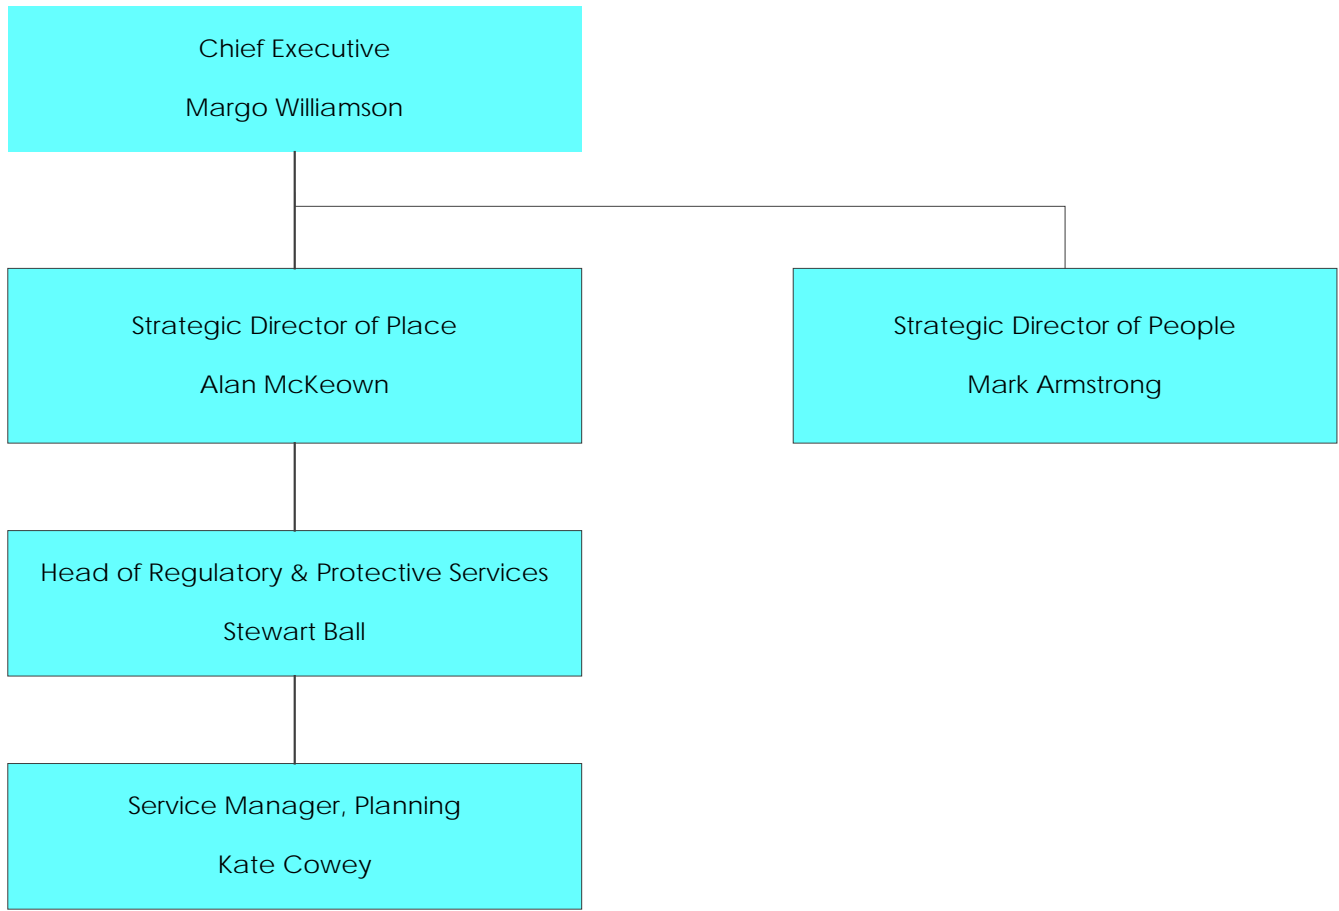 Chief Executive
Margo Williamson
Strategic Director of Place
Alan McKeown
Strategic Director of People
Mark Armstrong
Head of Regulatory & Protective Services
Stewart Ball
Service Manager, Planning
Kate Cowey